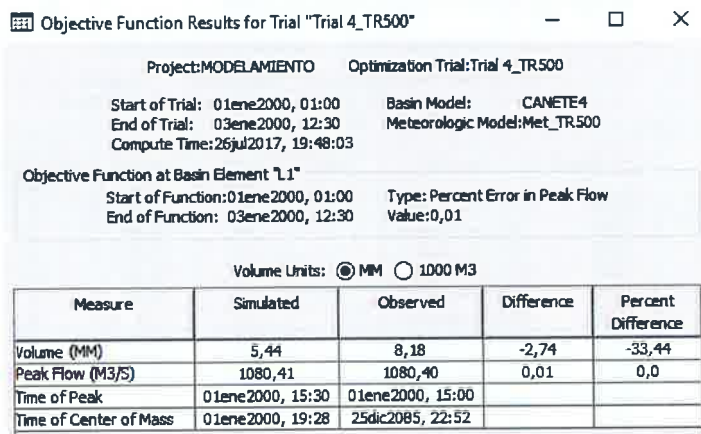 Objective Function Results for Trial "Trial 4_TR500"
Project:MODELAMIENTO Optimization Trial:Trial 4_TR500
Start of Trial: 01ene2000, 01:00 Basin Model: CANETE4
End of Trial: 03ene2000, 12:30 Meteorologic Model:Met_TR500
Compute Time:26jul2017, 19:48:03
Objective Function at Basin Element "L1"
Start of Function:01ene2000, 01:00 Type: Percent Error in Peak Flow
End of Function: 03ene2000, 12:30 Value:0,01
Volume Units: MM 1000 M3
Measure Simulated Observed Difference Percent Difference
Volume (MM) 5,44 8,18 -2,74 -33,44
Peak Flow (M3/S) 1080,41 1080,40 0,01 0,0
Time of Peak 01ene2000, 15:30 01ene2000, 15:00
Time of Center of Mass 01ene2000, 19:28 25dic2085, 22:52